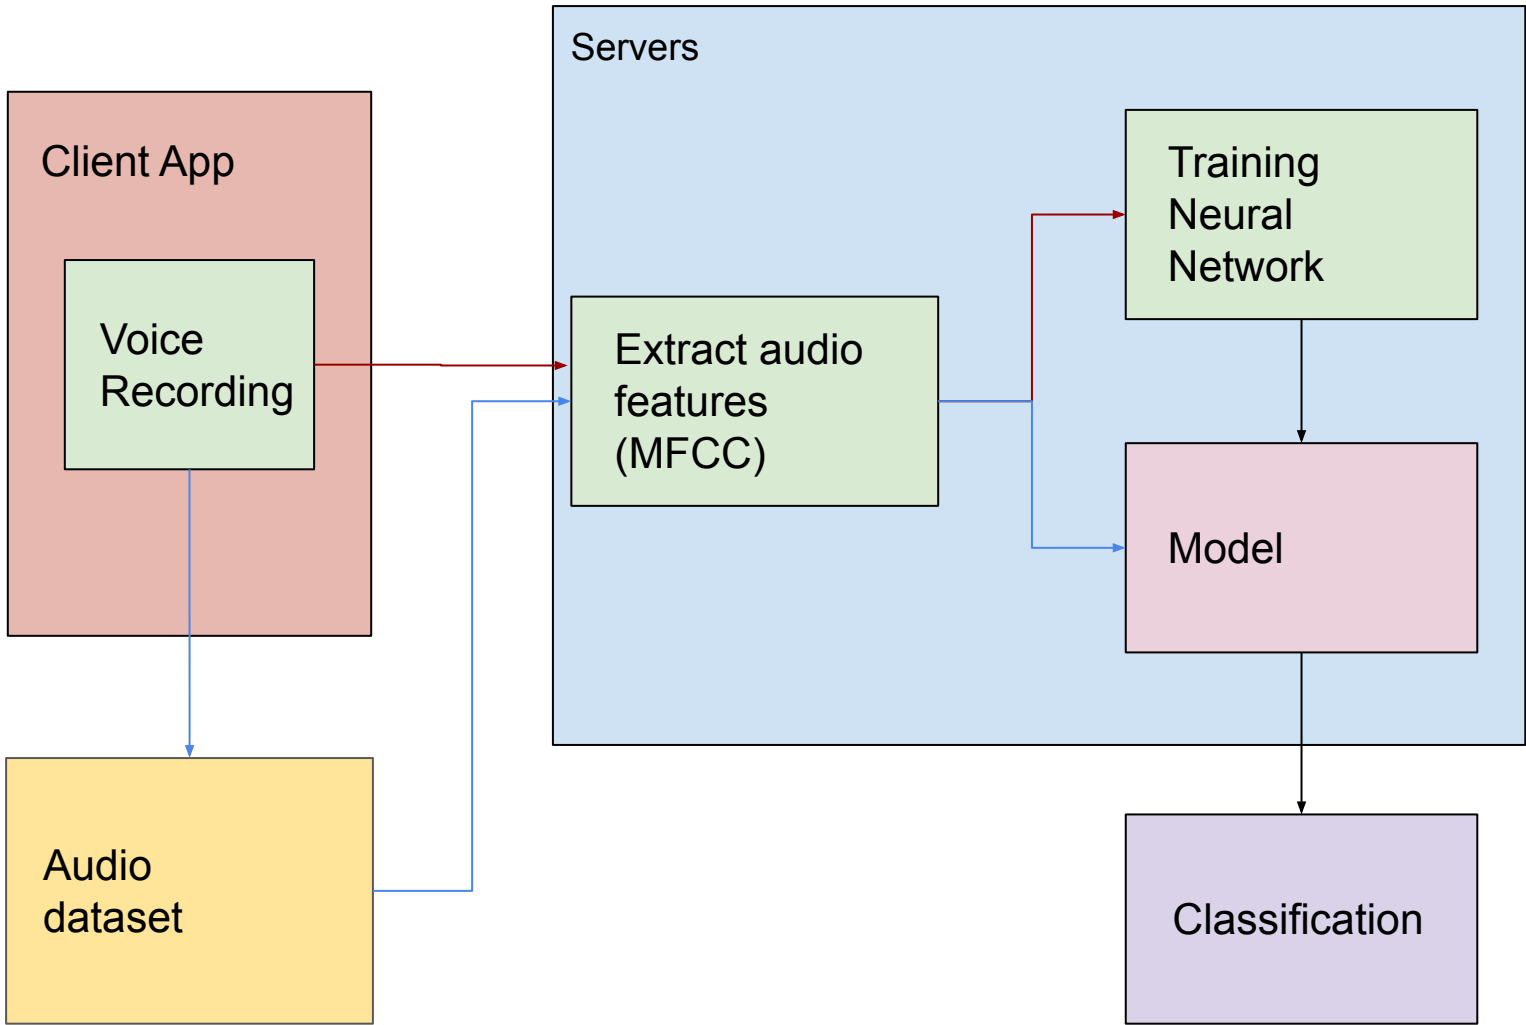 Servers
Client App
Voice
Recording
Extract audio
features
(MFCC)
Training
Neural
Network
Model
Audio
dataset
Classification